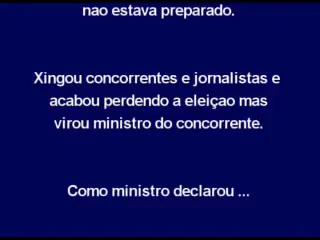 nao estava preparado.
Xingou concorrentes e jornalistas e
acabou perdendo a eleiçao mas
virou ministro do concorrente.
Como ministro declarou ...